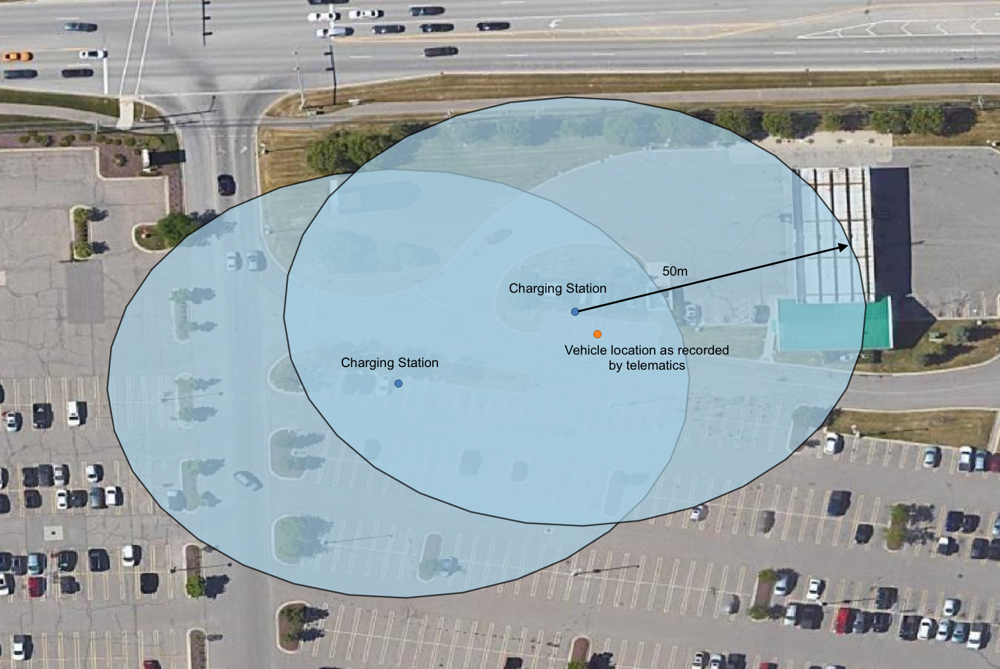 50m
Charging Station
Vehicle location as recorded
by telematics
Charging Station